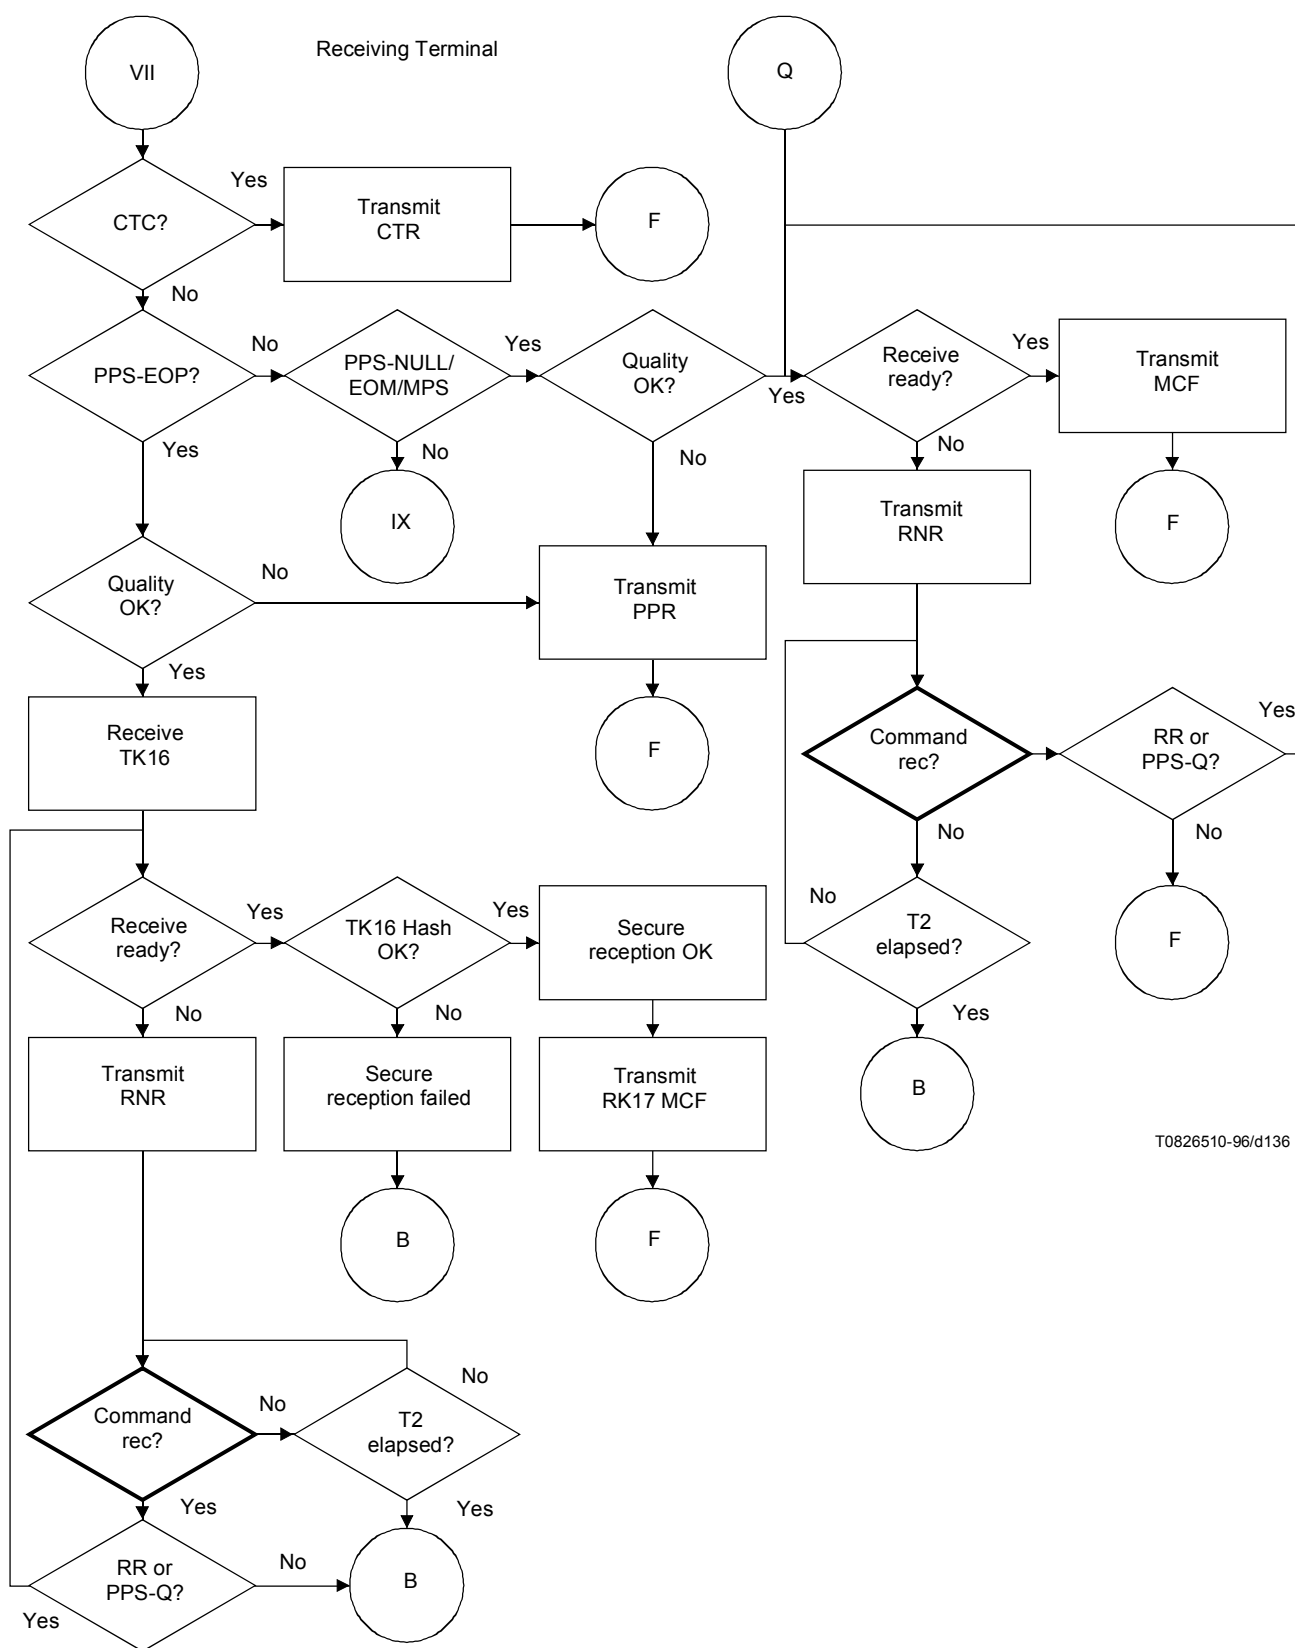 Receiving Terminal
VII
Q
Yes
CTC?
Transmit
CTR
F
No
PPS-EOP?
No
PPS-NULL/
EOM/MPS
Yes
Quality
OK?
Yes
Receive
ready?
Yes
Transmit
MCF
Yes
No
No
No
IX
Transmit
RNR
F
Quality
OK?
No
Transmit
PPR
Yes
Receive
TK16
F
Command
rec?
RR or
PPS-Q?
Yes
No
No
Receive
ready?
Yes
TK16 Hash
OK?
Yes
Secure
reception OK
No
T2
elapsed?
F
No
No
Yes
Transmit
RNR
Secure
reception failed
Transmit
RK17 MCF
B
T0826510-96/d136
B
F
Command
rec?
No
T2
elapsed?
No
Yes
Yes
RR or
PPS-Q?
No
B
Yes